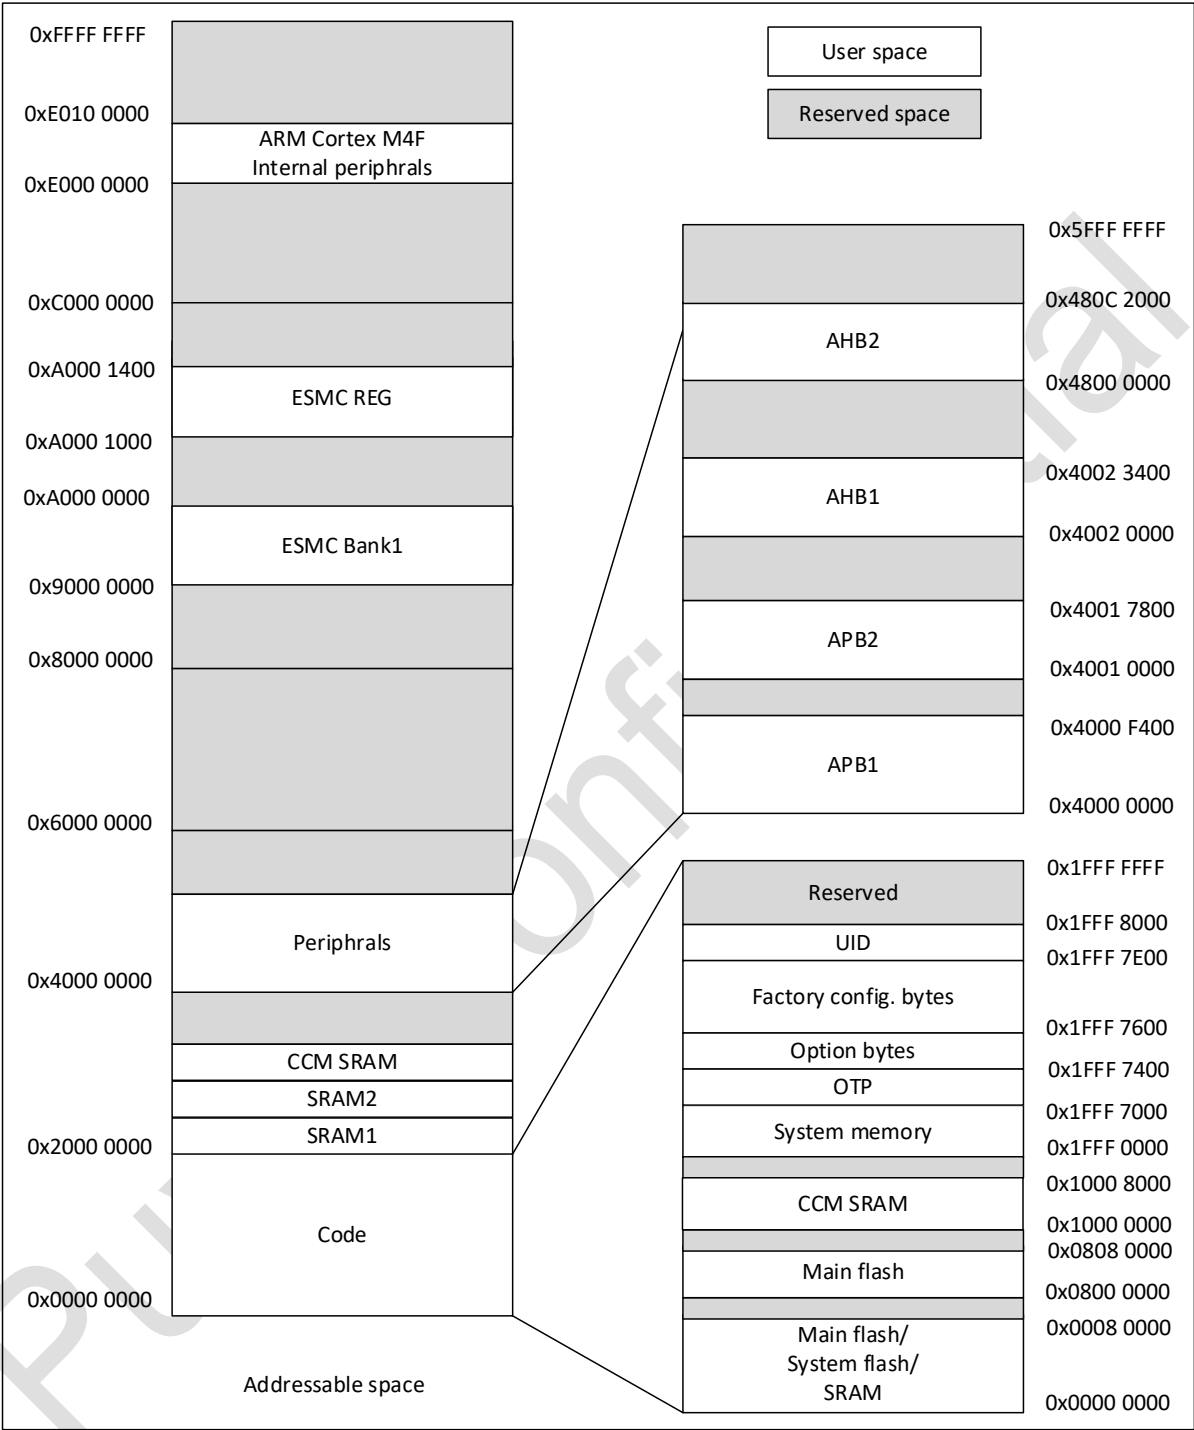 0xFFFF FFFF
0xE010 0000
ARM Cortex M4F
Internal periphrals
0xE000 0000
0xC000 0000
0xA000 1400
ESMC REG
0xA000 1000
0xA000 0000
ESMC Bank1
0x9000 0000
0x8000 0000
0x6000 0000
Periphrals
0x4000 0000
CCM SRAM
SRAM2
SRAM1
0x2000 0000
Code
0x0000 0000
Addressable space
User space
Reserved space
0x5FFF FFFF
0x480C 2000
AHB2
0x4800 0000
0x4002 3400
AHB1
0x4002 0000
0x4001 7800
APB2
0x4001 0000
0x4000 F400
APB1
0x4000 0000
0x1FFF FFFF
Reserved
0x1FFF 8000
UID
0x1FFF 7E00
Factory config. bytes
0x1FFF 7600
Option bytes
0x1FFF 7400
OTP
0x1FFF 7000
System memory
0x1FFF 0000
0x1000 8000
CCM SRAM
0x1000 0000
0x0808 0000
Main flash
0x0800 0000
0x0008 0000
Main flash/
System flash/
SRAM
0x0000 0000